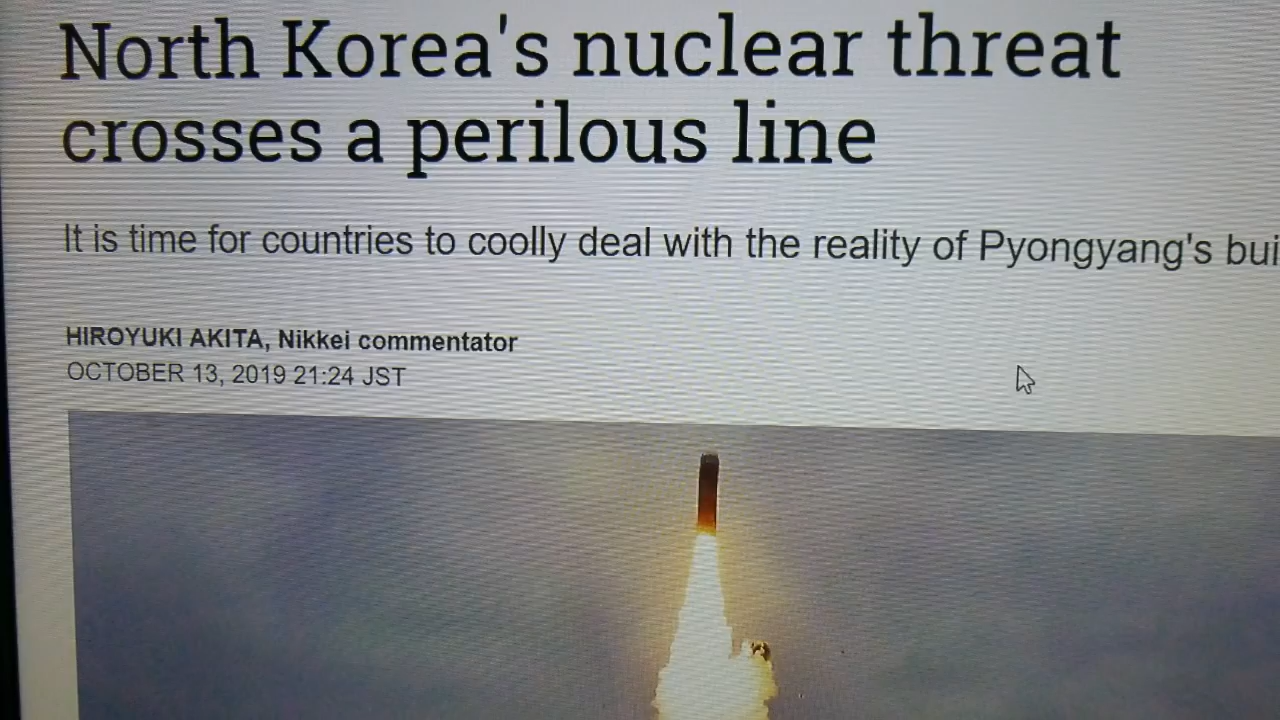 North Korea's nuclear threat
crosses a perilous line
It is time for countries to coolly deal with the reality of Pyongyang's bui
HIROYUKI AKITA, Nikkei commentator
OCTOBER 13, 2019 21:24 JST